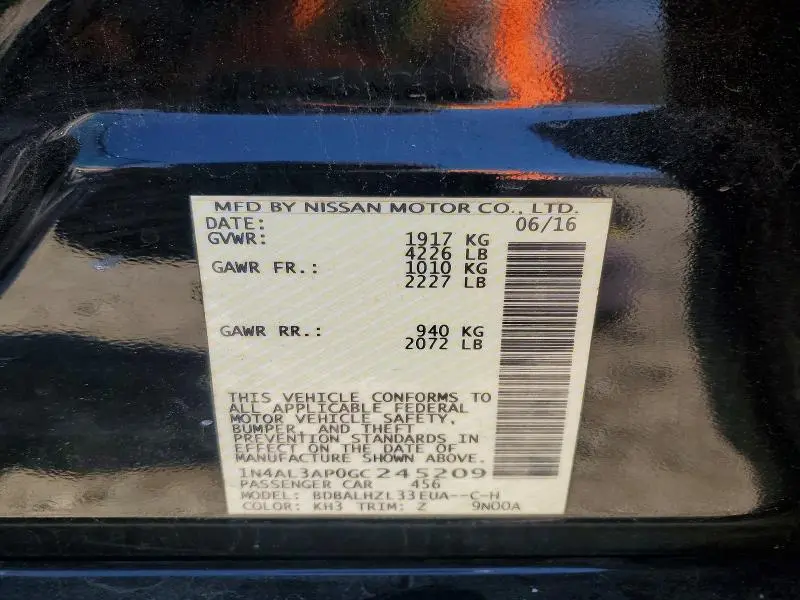 MFD BY NISSAN MOTOR CO., LTD.
DATE: 06/16
GVWR: 1917 KG
4226 LB
GAWR FR.: 1010 KG
2227 LB
GAWR RR.: 940 KG
2072 LB
THIS VEHICLE CONFORMS TO
ALL APPLICABLE FEDERAL
MOTOR VEHICLE SAFETY,
BUMPER, AND THEFT
PREVENTION STANDARDS IN
EFFECT ON THE DATE OF
MANUFACTURE SHOWN ABOVE.
1N4AL3AP0GC245209
PASSENGER CAR 456
MODEL: BDBALHZL33EUA--C-H
COLOR: KH3 TRIM: Z 9N00A